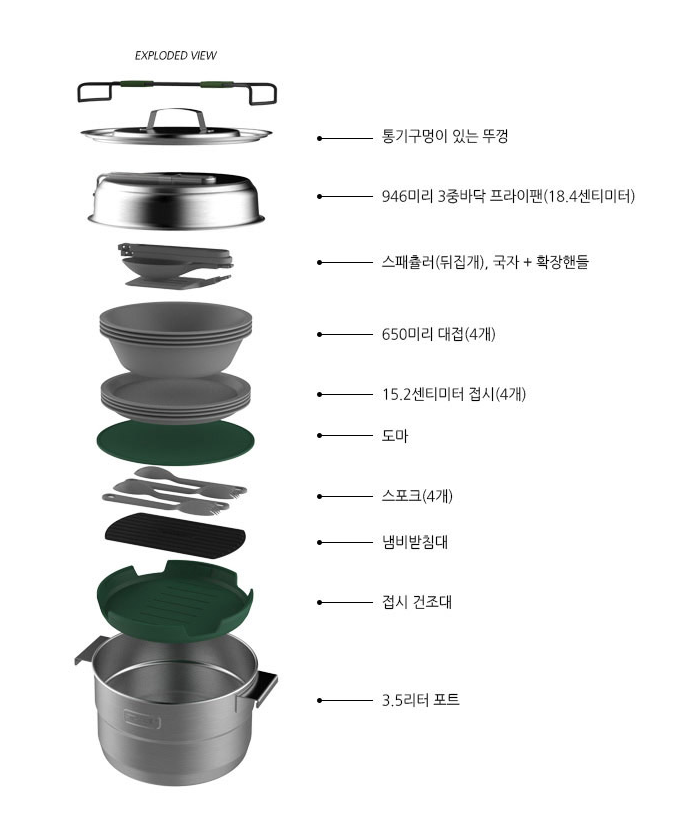 EXPLODED VIEW
통기구멍이 있는 뚜껑
946미리 3중바닥 프라이팬(18.4센티미터)
스패츌러(뒤집개), 국자 + 확장핸들
650미리 대접(4개)
15.2센티미터 접시(4개)
도마
스포크(4개)
냄비받침대
접시 건조대
3.5리터 포트